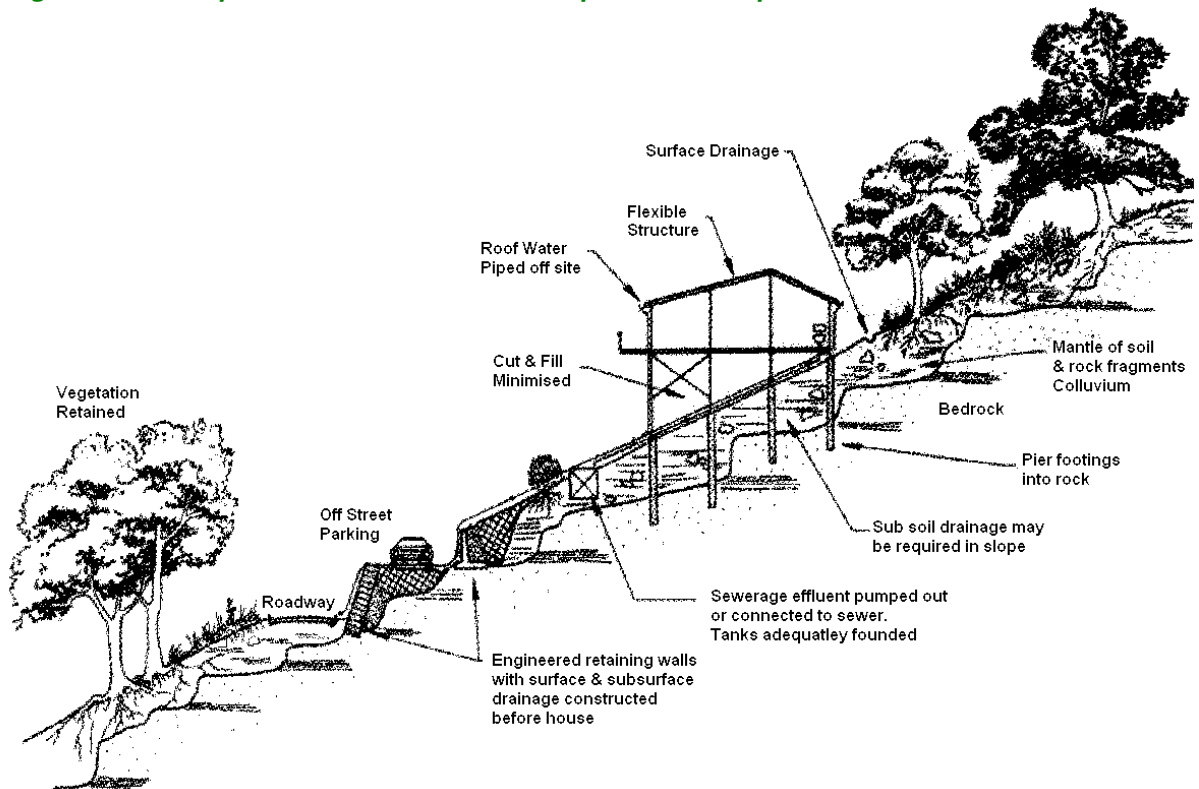 Surface Drainage
Flexible
Structure
Roof Water
Piped off site
Cut & Fill
Minimised
Mantle of soil
& rock fragments
Colluvium
Vegetation
Retained
Bedrock
Pier footings
into rock
Off Street
Parking
Sub soil drainage may
be required in slope
Roadway
Sewerage effluent pumped out
or connected to sewer.
Tanks adequatley founded
Engineered retaining walls
with surface & subsurface
drainage constructed
before house